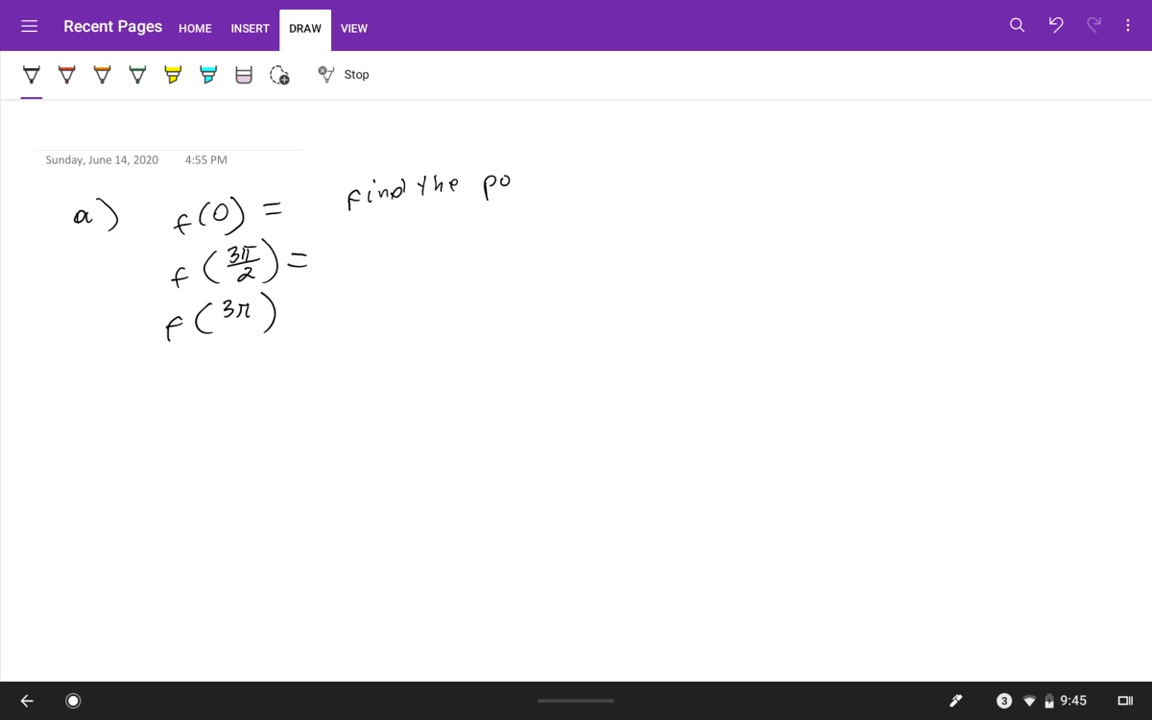 Recent Pages HOME INSERT DRAW VIEW
Stop
Sunday, June 14, 2020 4:55 PM
a) f(0) = find the po
f(3π/2) =
f(3π)
3 9:45